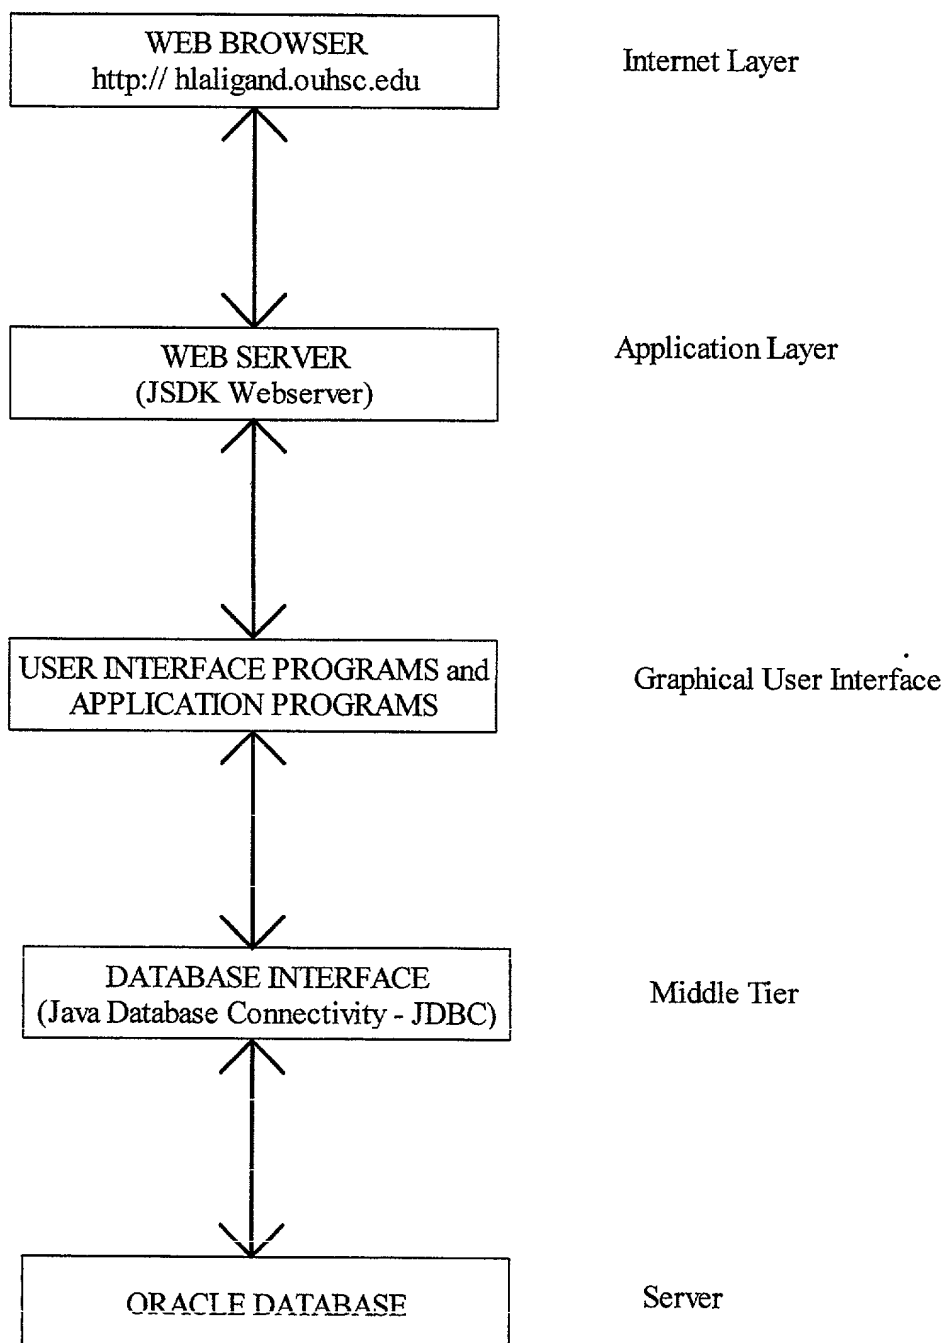 WEB BROWSER
http:// hlaligand.ouhsc.edu
Internet Layer
WEB SERVER
(JSDK Webserver)
Application Layer
USER INTERFACE PROGRAMS and
APPLICATION PROGRAMS
Graphical User Interface
DATABASE INTERFACE
(Java Database Connectivity - JDBC)
Middle Tier
ORACLE DATABASE
Server